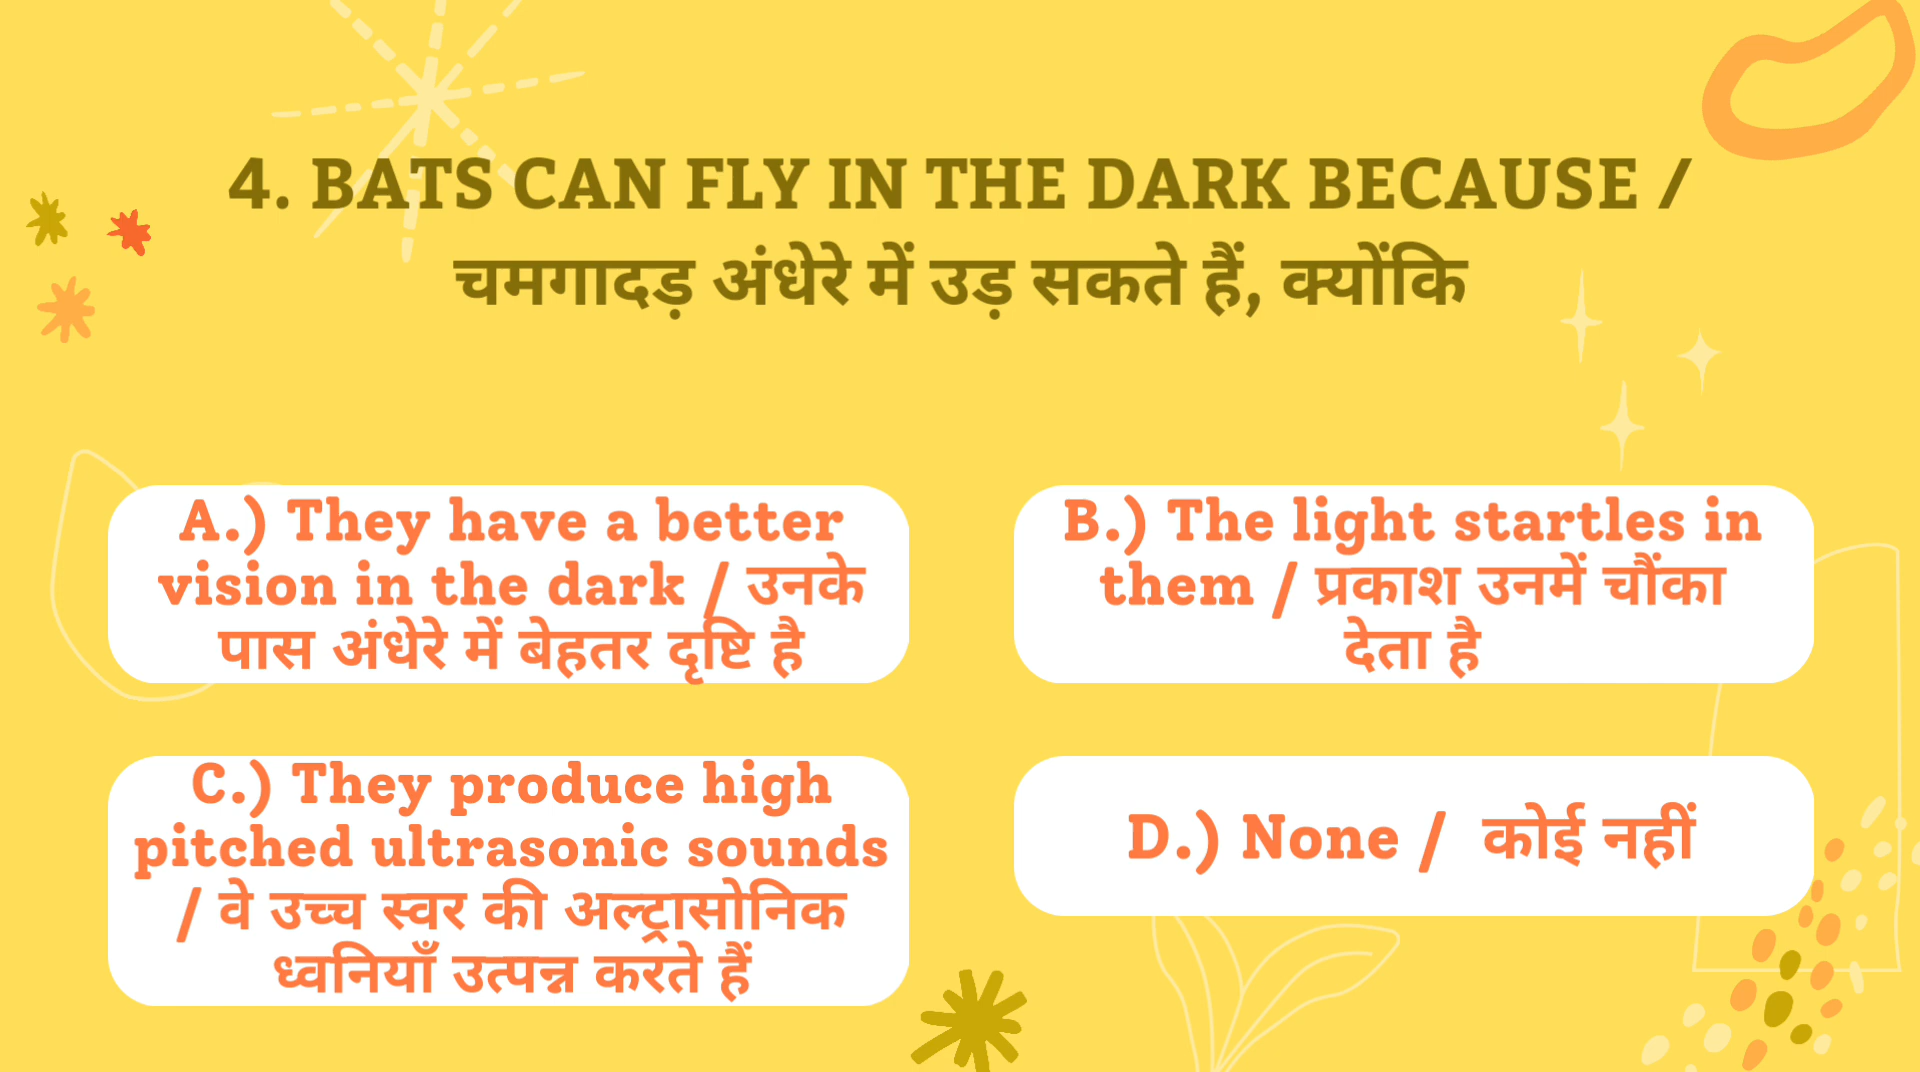 4. BATS CAN FLY IN THE DARK BECAUSE /
चमगादड़ अंधेरे में उड़ सकते हैं, क्योंकि
A.) They have a better
vision in the dark / उनके
पास अंधेरे में बेहतर दृष्टि है
B.) The light startles in
them / प्रकाश उनमें चौंका
देता है
C.) They produce high
pitched ultrasonic sounds
/ वे उच्च स्वर की अल्ट्रासोनिक
ध्वनियाँ उत्पन्न करते हैं
D.) None / कोई नहीं